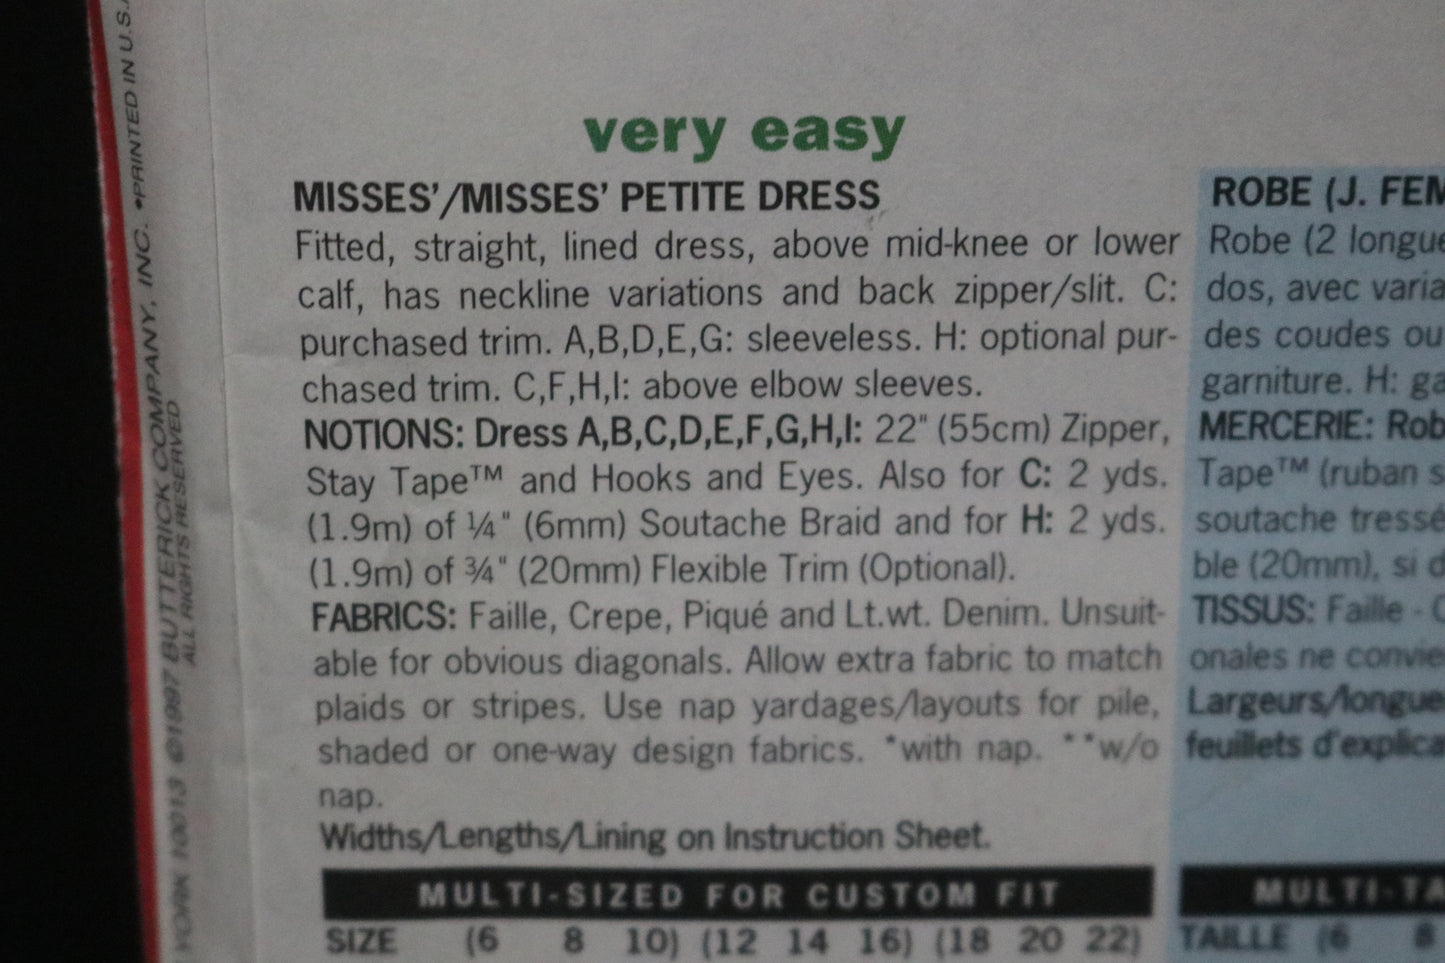 very easy
MISSES'/MISSES' PETITE DRESS
Fitted, straight, lined dress, above mid-knee or lower
calf, has neckline variations and back zipper/slit. C:
purchased trim. A,B,D,E,G: sleeveless. H: optional pur-
chased trim. C,F,H,I: above elbow sleeves.
NOTIONS: Dress A,B,C,D,E,F,G,H,I: 22" (55cm) Zipper,
Stay Tape™ and Hooks and Eyes. Also for C: 2 yds.
(1.9m) of ¼" (6mm) Soutache Braid and for H: 2 yds.
(1.9m) of ¾" (20mm) Flexible Trim (Optional).
FABRICS: Faille, Crepe, Piqué and Lt.wt. Denim. Unsuit-
able for obvious diagonals. Allow extra fabric to match
plaids or stripes. Use nap yardages/layouts for pile,
shaded or one-way design fabrics. *with nap. **w/o
nap.
Widths/Lengths/Lining on Instruction Sheet.
MULTI-SIZED FOR CUSTOM FIT
SIZE (6 8 10) (12 14 16) (18 20 22)
ROBE (J. FEM
Robe (2 longue
dos, avec varia
des coudes ou
garniture. H: ga
MERCERIE: Rob
Tape™ (ruban s
soutache tressé
ble (20mm), si d
TISSUS: Faille - C
onales ne convie
Largeurs/longue
feuillets d'explica
MULTI-TA
TAILLE (6 8
YORK 10013 ©1997 BUTTERICK COMPANY, INC. *PRINTED IN U.S.A
ALL RIGHTS RESERVED